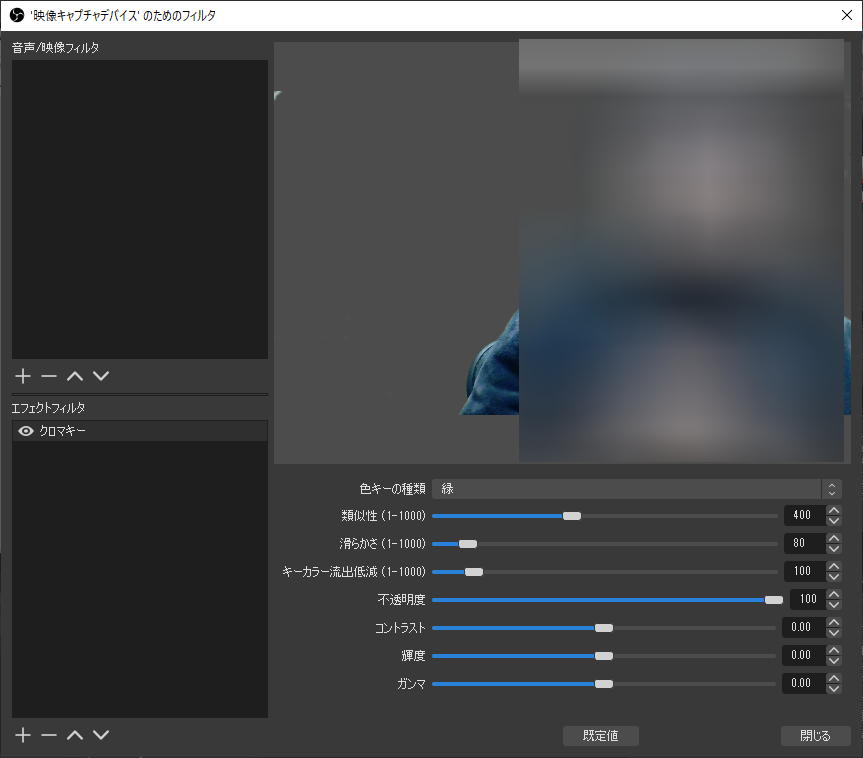 '映像キャプチャデバイス' のためのフィルタ
音声/映像フィルタ
エフェクトフィルタ
クロマキー
色キーの種類 緑
類似性 (1-1000) 400
滑らかさ (1-1000) 80
キーカラー流出低減 (1-1000) 100
不透明度 100
コントラスト 0.00
輝度 0.00
ガンマ 0.00
既定値 閉じる